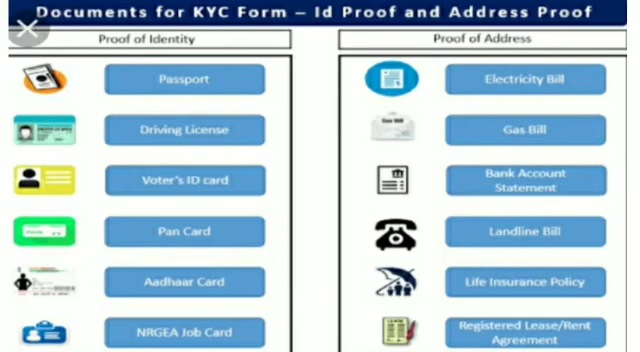 Documents for KYC Form – Id Proof and Address Proof
Proof of Identity
Passport
Driving License
Voter's ID card
Pan Card
Aadhaar Card
NRGEA Job Card
Proof of Address
Electricity Bill
Gas Bill
Bank Account
Statement
Landline Bill
Life Insurance Policy
Registered Lease/Rent
Agreement